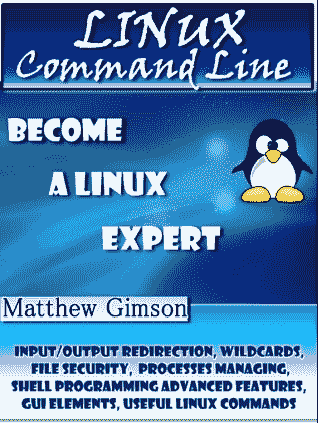 LINUX
Command Line
BECOME
A LINUX
EXPERT
Matthew Gimson
INPUT/OUTPUT REDIRECTION, WILDCARDS,
FILE SECURITY, PROCESSES MANAGING,
SHELL PROGRAMMING ADVANCED FEATURES,
GUI ELEMENTS, USEFUL LINUX COMMANDS